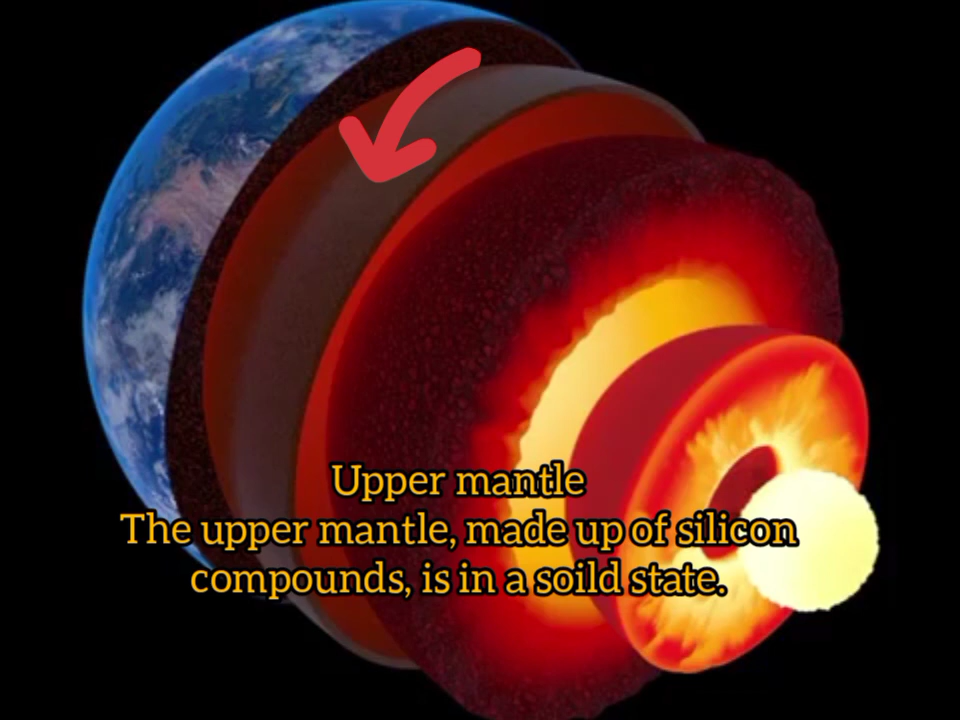 Upper mantle
The upper mantle, made up of silicon
compounds, is in a soild state.